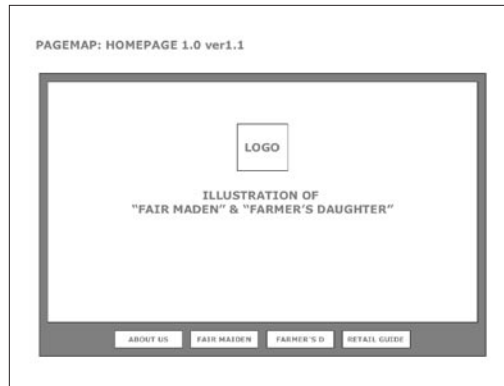 PAGEMAP: HOMEPAGE 1.0 ver1.1
LOGO
ILLUSTRATION OF
"FAIR MADEN" & "FARMER'S DAUGHTER"
ABOUT US
FAIR MAIDEN
FARMER'S D
RETAIL GUIDE